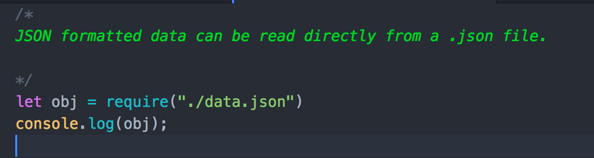 /*
JSON formatted data can be read directly from a .json file.
*/
let obj = require("./data.json")
console.log(obj);